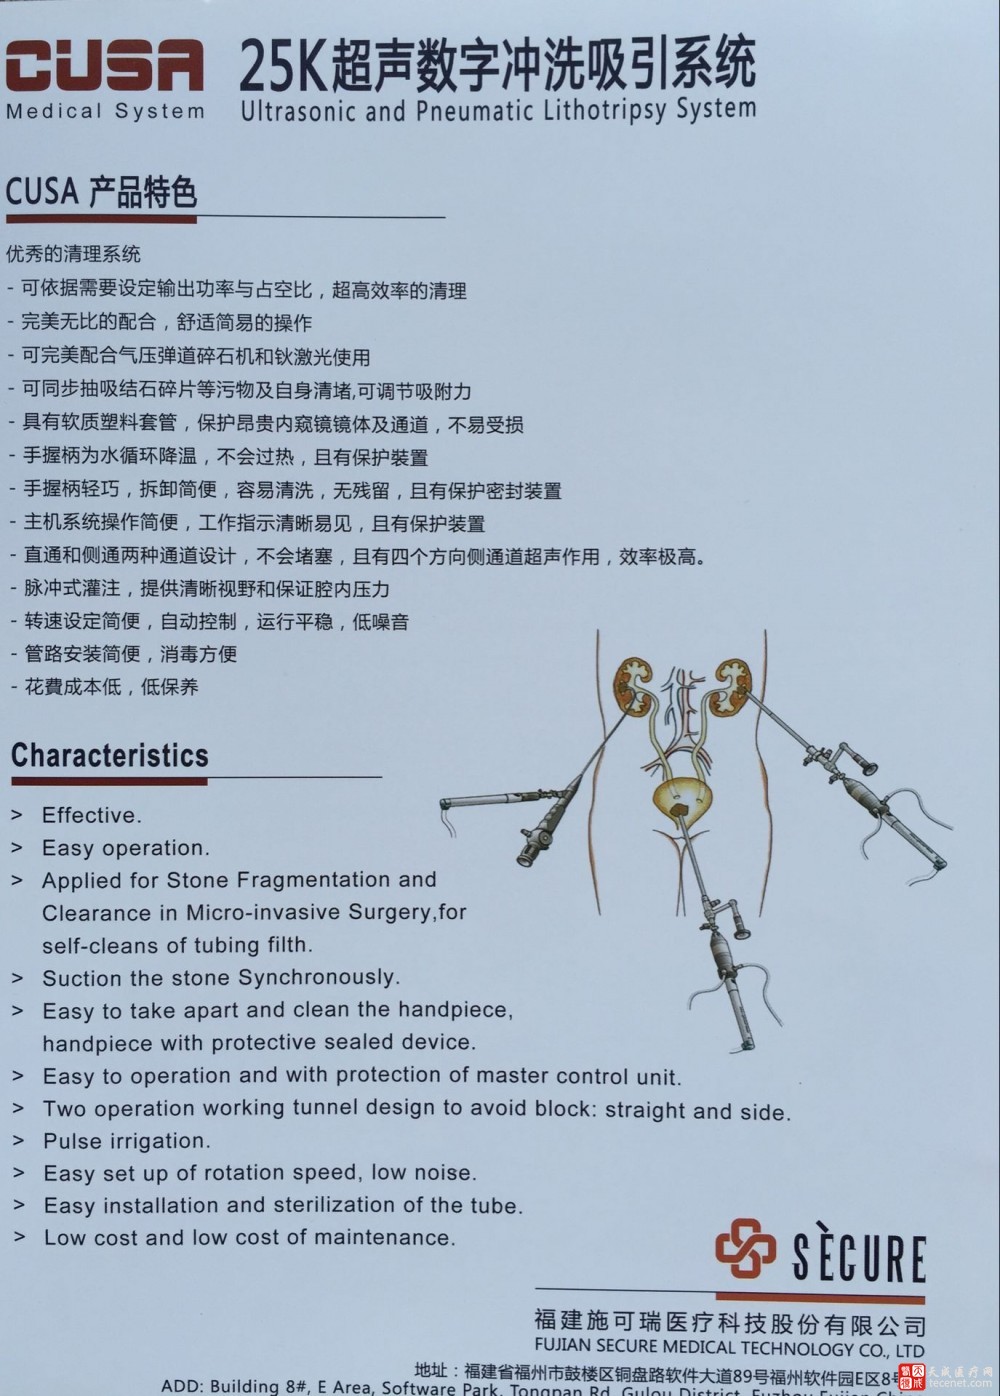 CUSA
Medical System
25K超声数字冲洗吸引系统
Ultrasonic and Pneumatic Lithotripsy System
CUSA 产品特色
优秀的清理系统
- 可依据需要设定输出功率与占空比，超高效率的清理
- 完美无比的配合，舒适简易的操作
- 可完美配合气压弹道碎石机和钬激光使用
- 可同步抽吸结石碎片等污物及自身清堵,可调节吸附力
- 具有软质塑料套管，保护昂贵内窥镜镜体及通道，不易受损
- 手握柄为水循环降温，不会过热，且有保护裝置
- 手握柄轻巧，拆卸简便，容易清洗，无残留，且有保护密封装置
- 主机系统操作简便，工作指示清晰易见，且有保护装置
- 直通和侧通两种通道设计，不会堵塞，且有四个方向侧通道超声作用，效率极高。
- 脉冲式灌注，提供清晰视野和保证腔内压力
- 转速设定简便，自动控制，运行平稳，低噪音
- 管路安装简便，消毒方便
- 花費成本低，低保养
Characteristics
> Effective.
> Easy operation.
> Applied for Stone Fragmentation and
Clearance in Micro-invasive Surgery,for
self-cleans of tubing filth.
> Suction the stone Synchronously.
> Easy to take apart and clean the handpiece,
handpiece with protective sealed device.
> Easy to operation and with protection of master control unit.
> Two operation working tunnel design to avoid block: straight and side.
> Pulse irrigation.
> Easy set up of rotation speed, low noise.
> Easy installation and sterilization of the tube.
> Low cost and low cost of maintenance.
SÈCURE
福建施可瑞医疗科技股份有限公司
FUJIAN SECURE MEDICAL TECHNOLOGY CO., LTD
地址：福建省福州市鼓楼区铜盘路软件大道89号福州软件园E区8号
ADD: Building 8#, E Area, Software Park, Tongpan Rd, Gulou District, Fuzhou Fujian
天成医疗网
tecenet.com